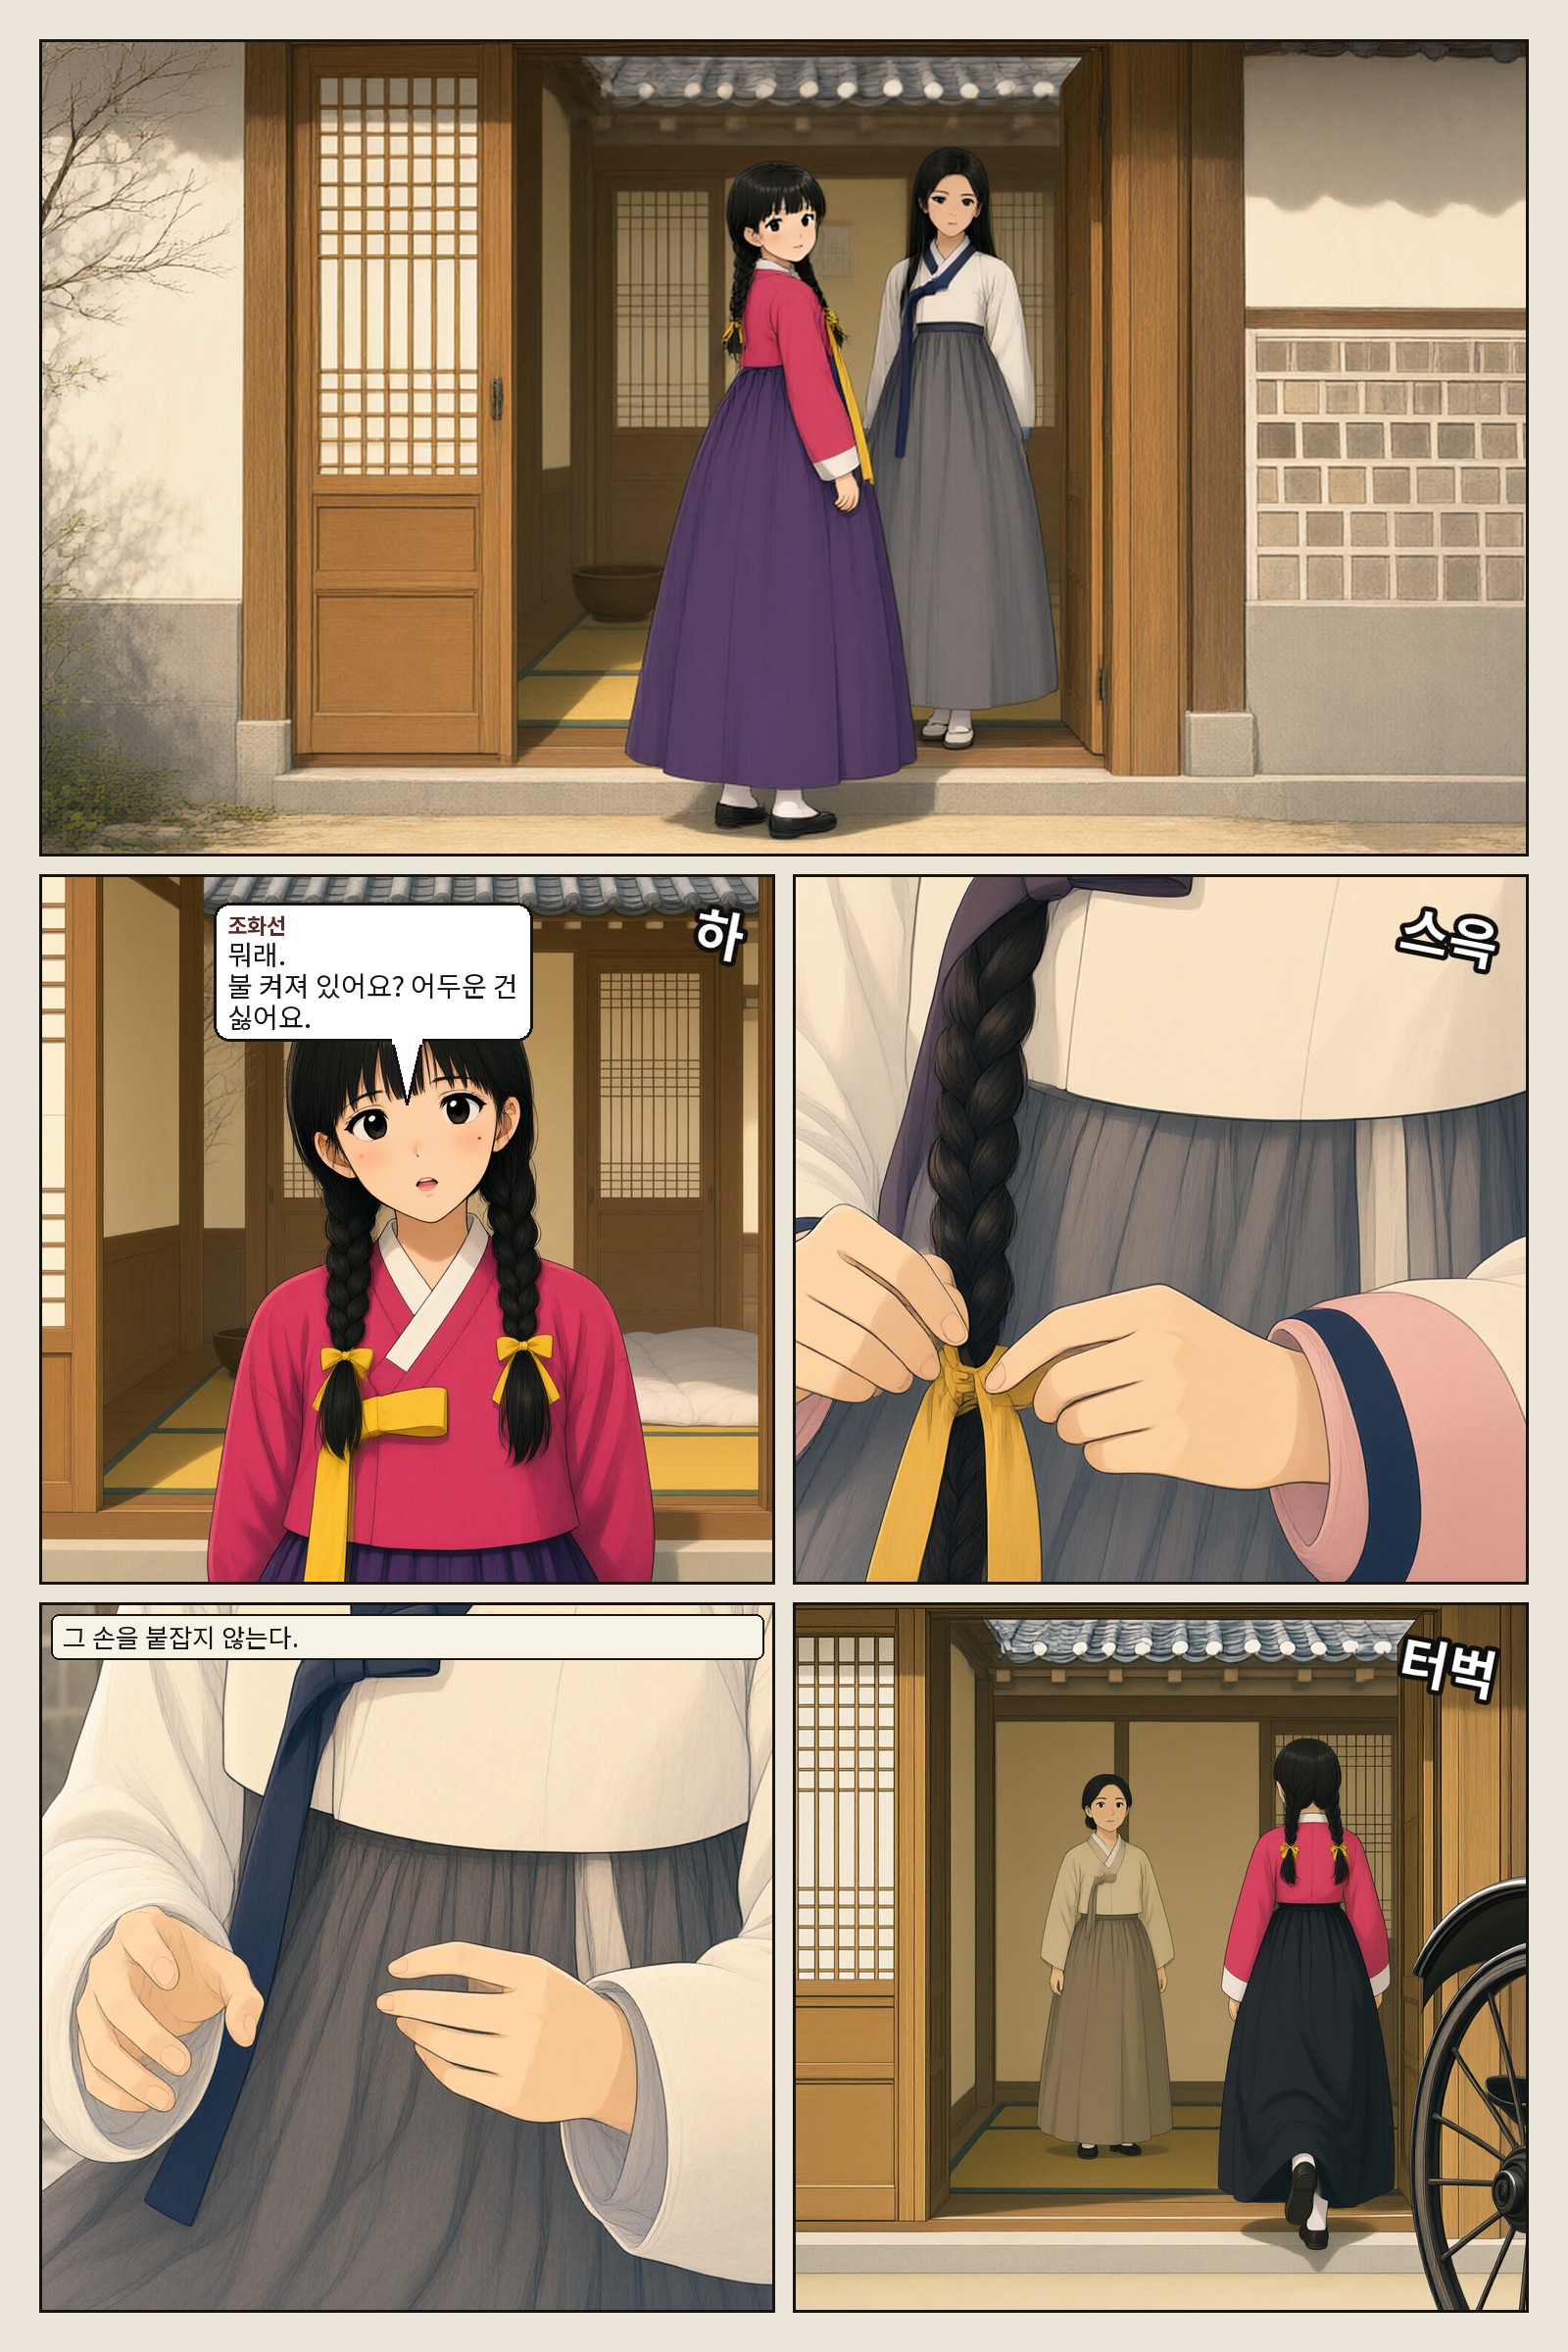 조화선
뭐래.
불 켜져 있어요? 어두운 건
싫어요.
하
스윽
그 손을 붙잡지 않는다.
터벅